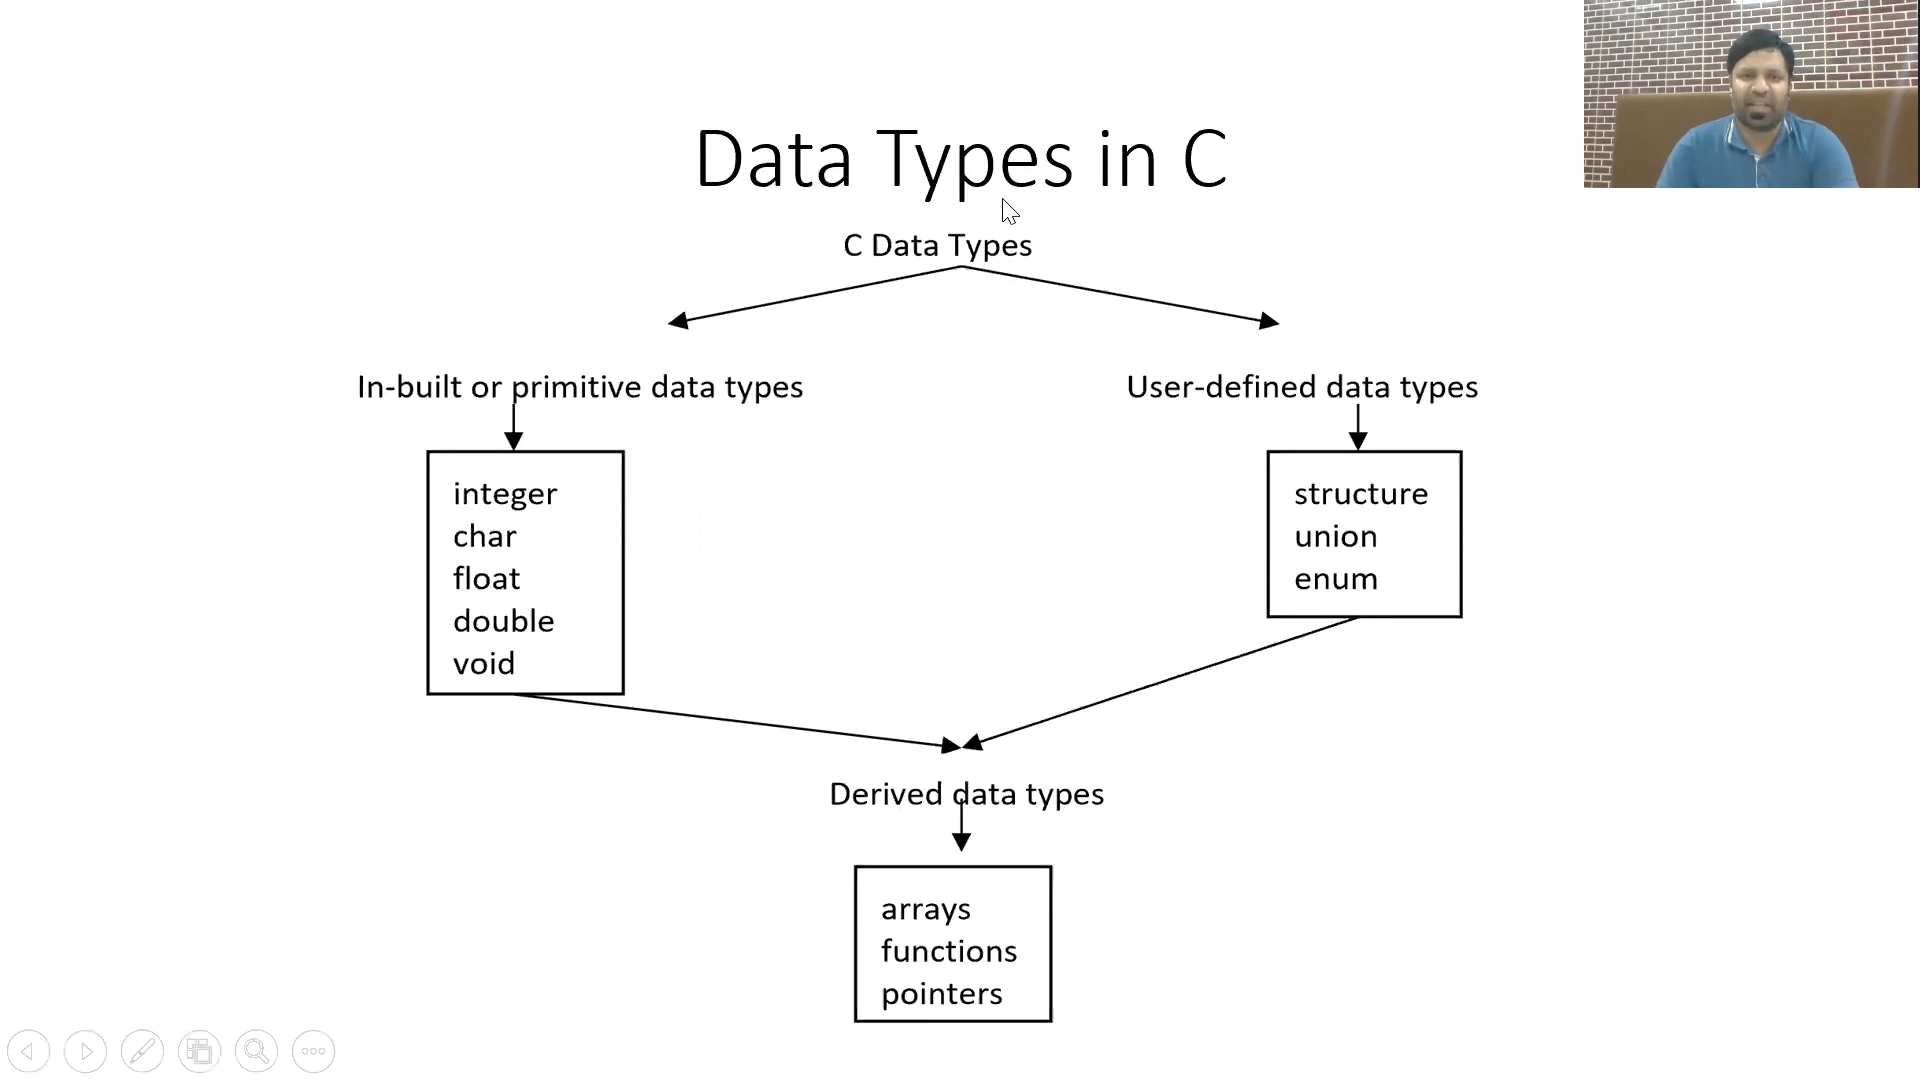 Data Types in C
C Data Types
In-built or primitive data types
User-defined data types
integer
char
float
double
void
structure
union
enum
Derived data types
arrays
functions
pointers